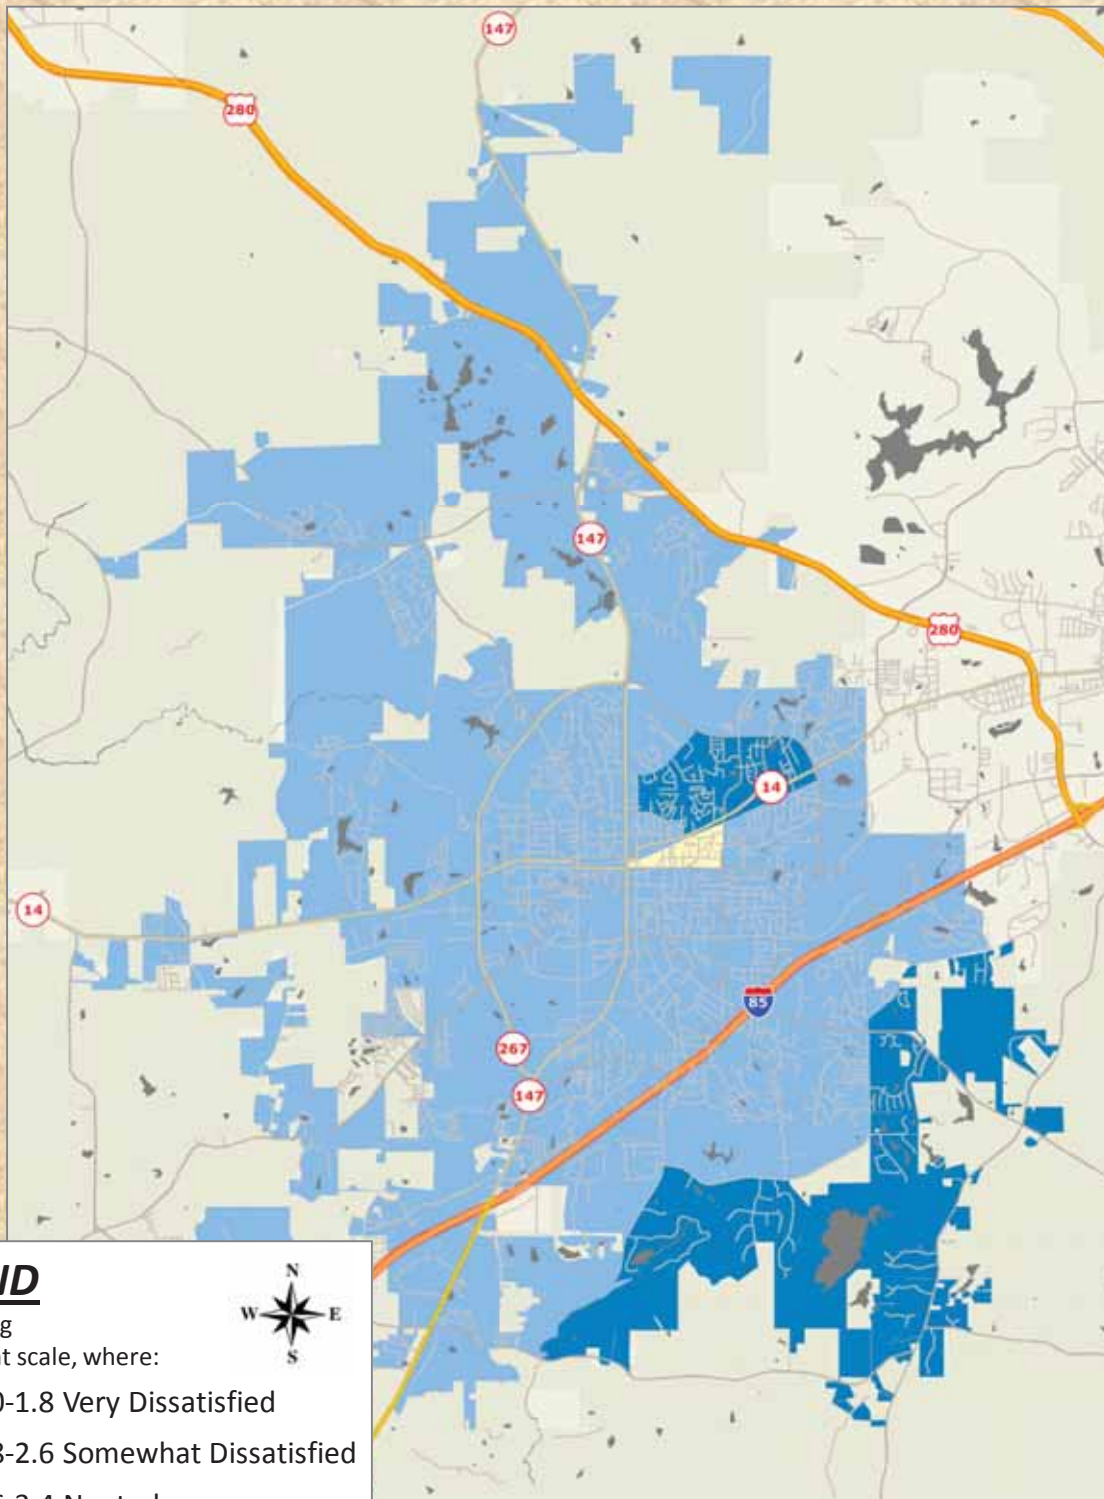 147
280
147
280
14
14
85
267
147
ND
g
t scale, where:
0-1.8 Very Dissatisfied
8-2.6 Somewhat Dissatisfied
N
W E
S